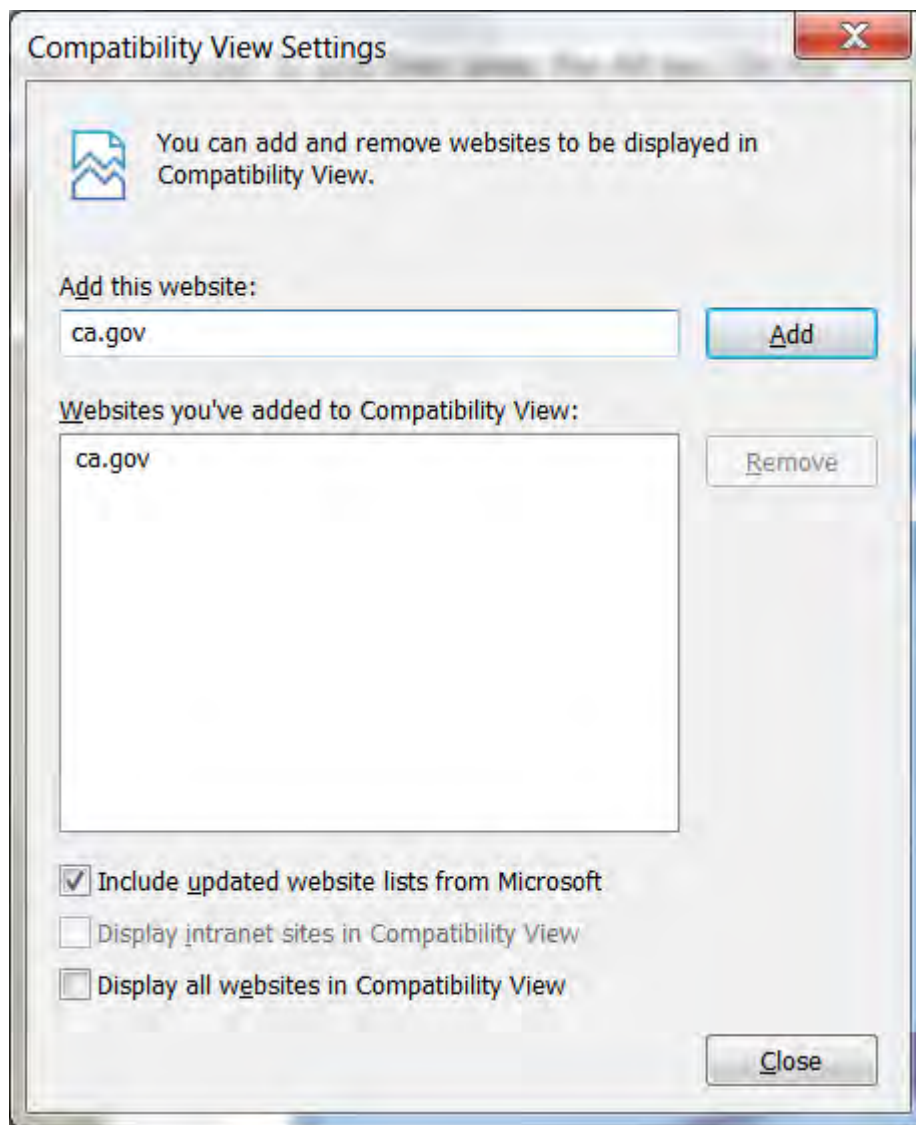 Compatibility View Settings
You can add and remove websites to be displayed in
Compatibility View.
Add this website:
ca.gov
Add
Websites you've added to Compatibility View:
ca.gov
Remove
Include updated website lists from Microsoft
Display intranet sites in Compatibility View
Display all websites in Compatibility View
Close